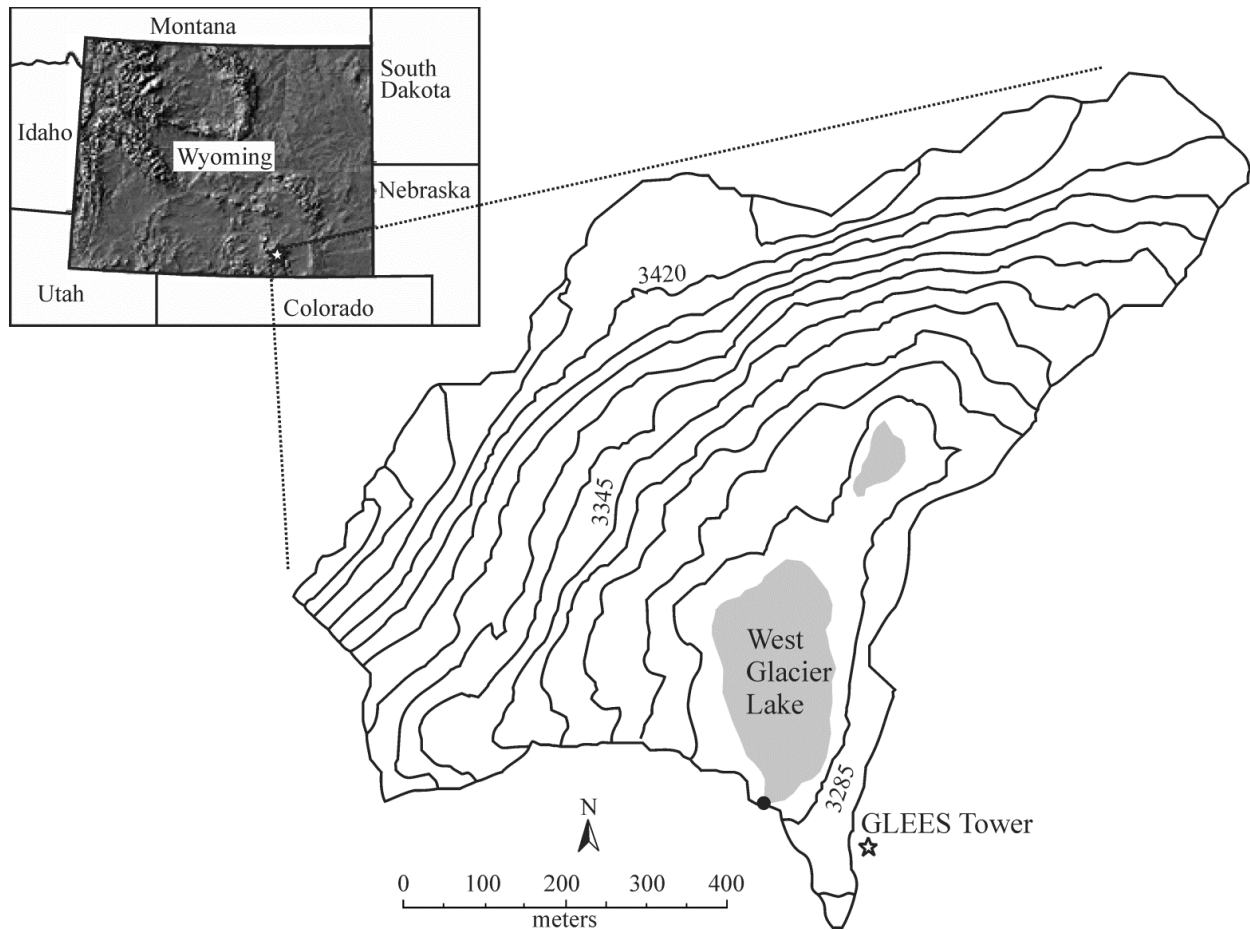 Montana
South
Dakota
Idaho
Wyoming
Nebraska
Utah
Colorado
3420
3345
West
Glacier
Lake
3285
GLEES Tower
N
0 100 200 300 400
meters